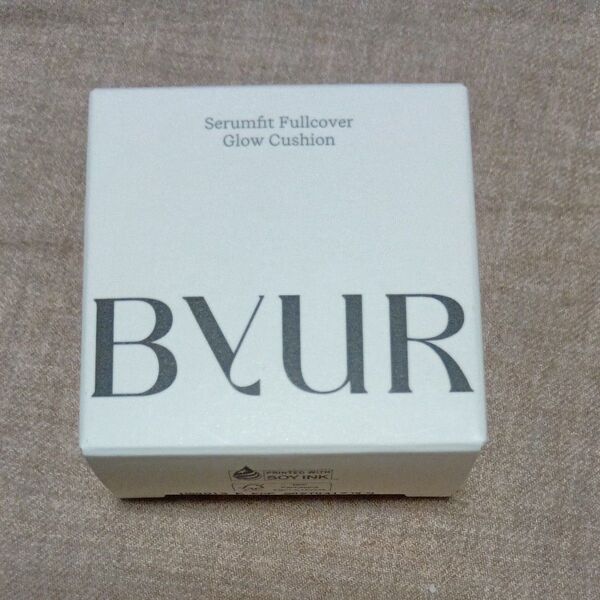 Serumfit Fullcover
Glow Cushion
BYUR
PRINTED WITH
SOY INK